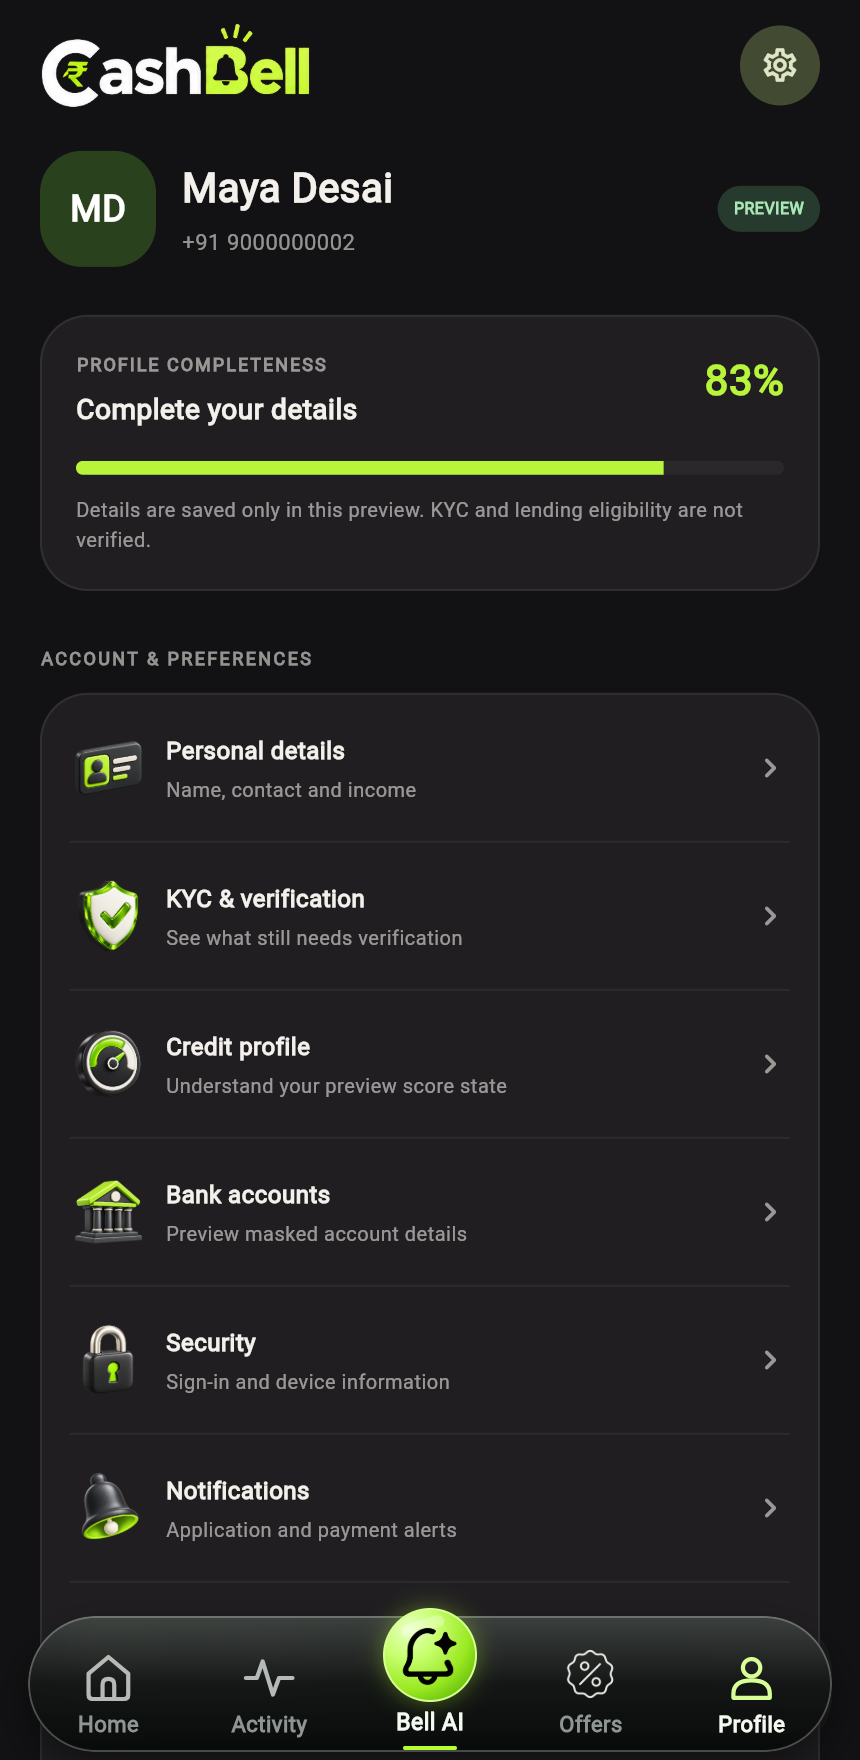 CashBell
MD
Maya Desai
+91 9000000002
PREVIEW
PROFILE COMPLETENESS
Complete your details
83%
Details are saved only in this preview. KYC and lending eligibility are not
verified.
ACCOUNT & PREFERENCES
Personal details
Name, contact and income
KYC & verification
See what still needs verification
Credit profile
Understand your preview score state
Bank accounts
Preview masked account details
Security
Sign-in and device information
Notifications
Application and payment alerts
Home
Activity
Bell AI
Offers
Profile